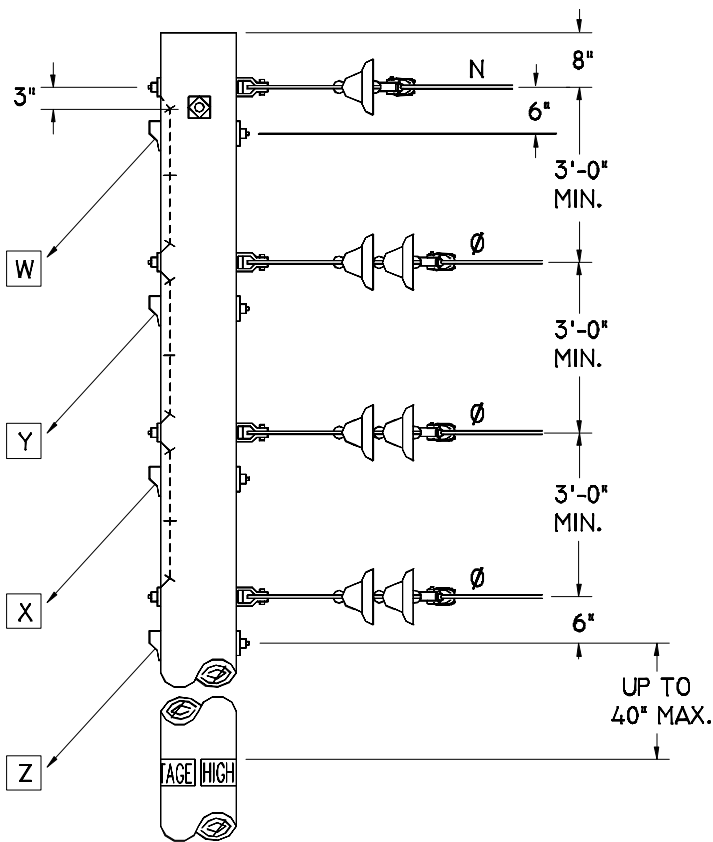 8"
N
3"
6"
3'-0"
MIN.
W
Ø
3'-0"
MIN.
Y
Ø
3'-0"
MIN.
X
Ø
6"
UP TO
40" MAX.
Z
TAGE HIGH